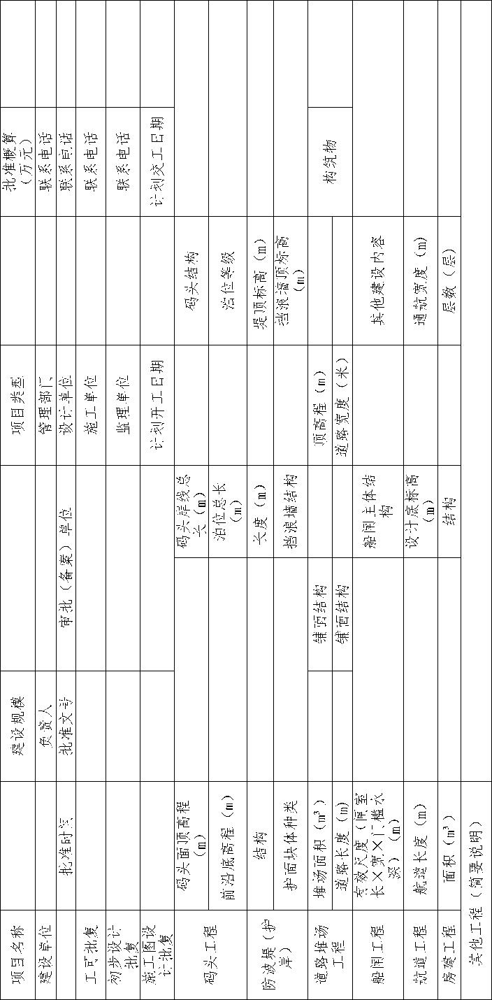 项目名称
建设规模
项目类型
批准概算
（万元）
建设单位
负责人
管理部门
联系电话
批准时间
批准文号
审批（备案）单位
设计单位
联系电话
工可批复
施工单位
联系电话
初步设计
批复
监理单位
联系电话
施工图设
计批复
计划开工日期
计划交工日期
码头工程
码头面顶高程
（m）
码头岸线总
长（m）
码头结构
前沿底高程（m）
泊位总长
（m）
泊位等级
防波堤（护
岸）
结构
长度（m）
堤顶标高（m）
护面块体种类
挡浪墙结构
挡浪墙顶标高
（m）
道路堆场
工程
堆场面积（m³）
铺面结构
顶高程（m）
构筑物
道路长度(m)
铺面结构
道路宽度（米）
船闸工程
有效尺度（闸室
长×宽×门槛水
深）（m）
船闸主体结
构
其他建设内容
航道工程
航道长度（m）
设计底标高
（m）
通航宽度（m）
房建工程
面积（m³）
结构
层数（层）
其他工程（简要说明）